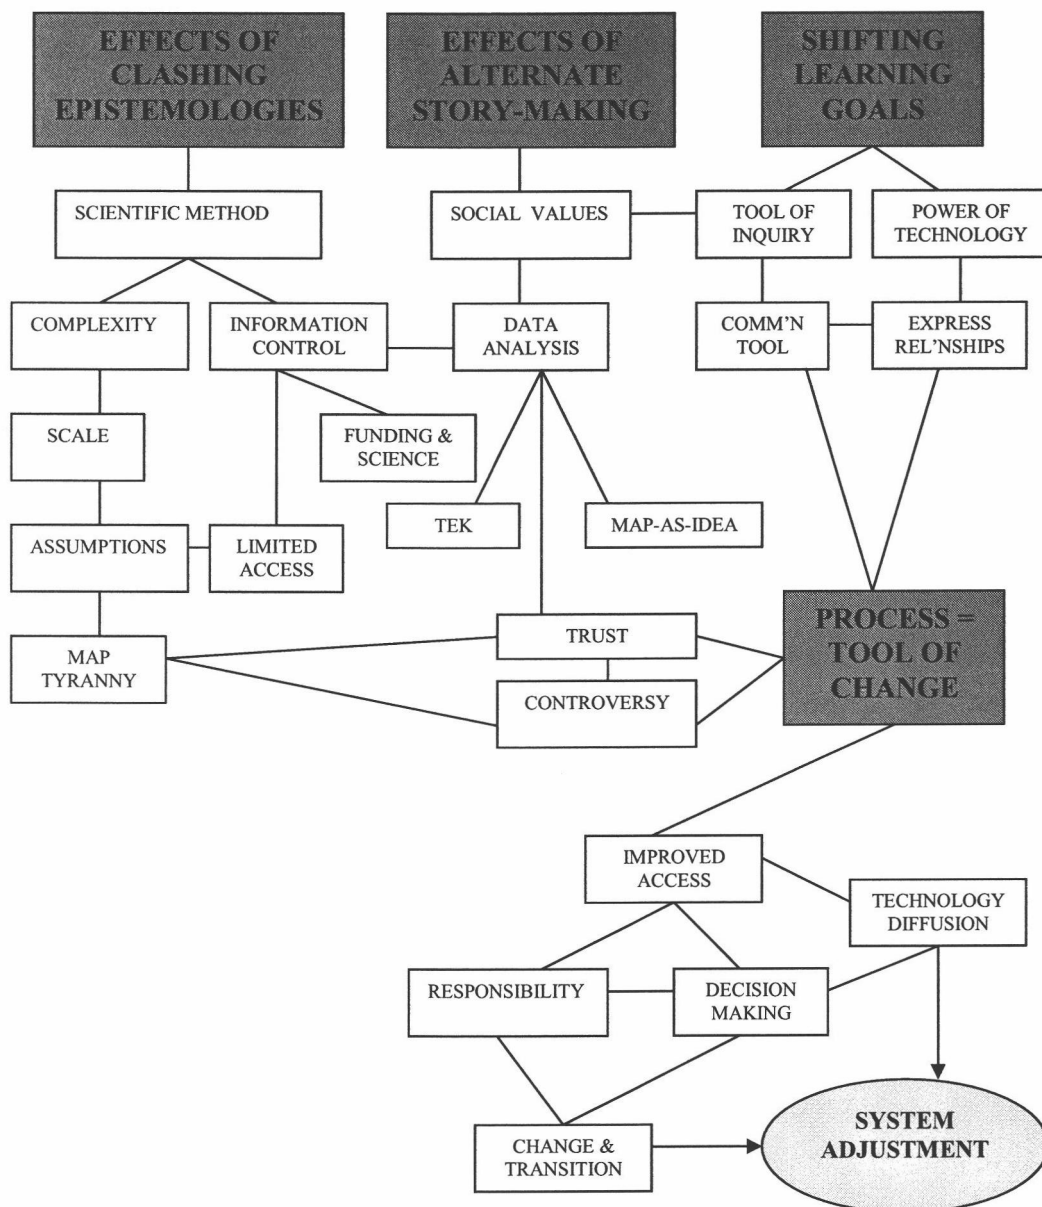 EFFECTS OF
CLASHING
EPISTEMOLOGIES
EFFECTS OF
ALTERNATE
STORY-MAKING
SHIFTING
LEARNING
GOALS
SCIENTIFIC METHOD
SOCIAL VALUES
TOOL OF
INQUIRY
POWER OF
TECHNOLOGY
COMPLEXITY
INFORMATION
CONTROL
DATA
ANALYSIS
COMM'N
TOOL
EXPRESS
REL'NSHIPS
SCALE
FUNDING &
SCIENCE
TEK
MAP-AS-IDEA
ASSUMPTIONS
LIMITED
ACCESS
MAP
TYRANNY
TRUST
CONTROVERSY
PROCESS =
TOOL OF
CHANGE
IMPROVED
ACCESS
TECHNOLOGY
DIFFUSION
RESPONSIBILITY
DECISION
MAKING
CHANGE &
TRANSITION
SYSTEM
ADJUSTMENT